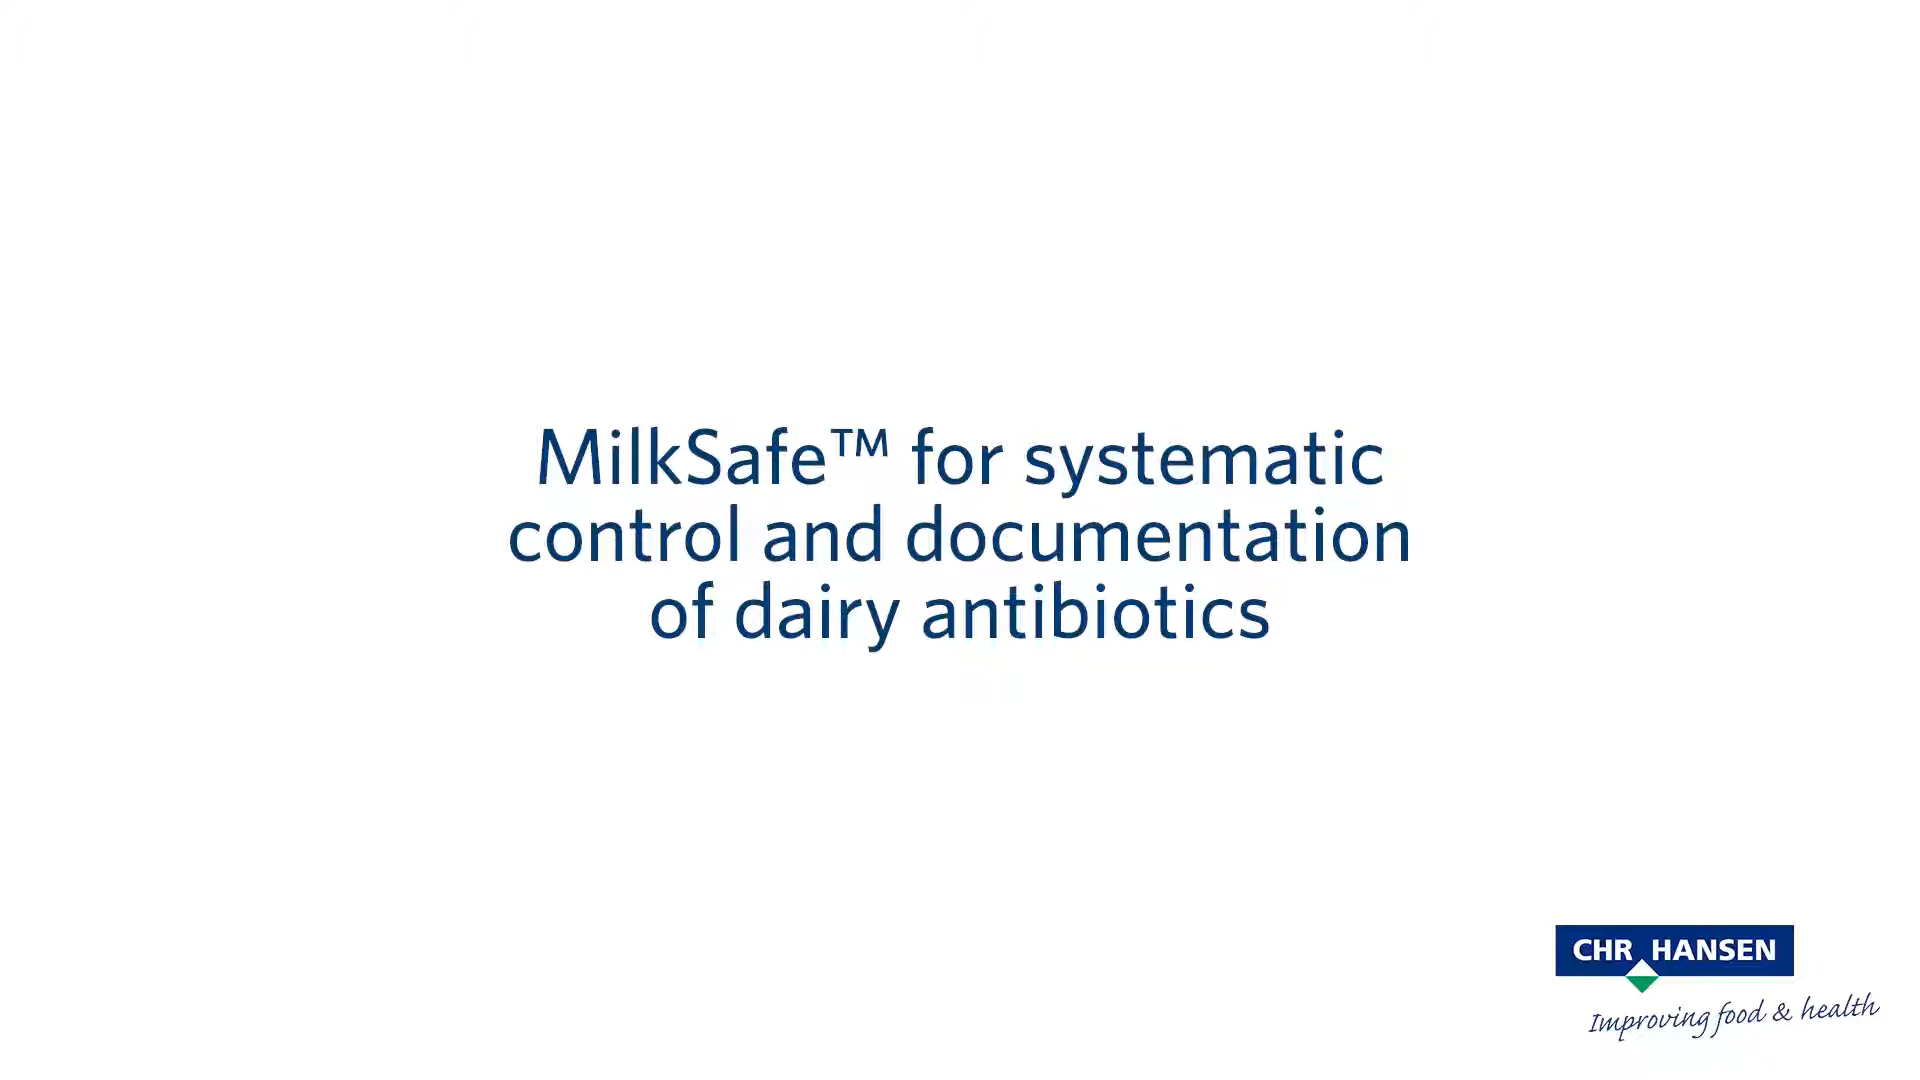 MilkSafe™ for systematic
control and documentation
of dairy antibiotics
CHR HANSEN
Improving food & health